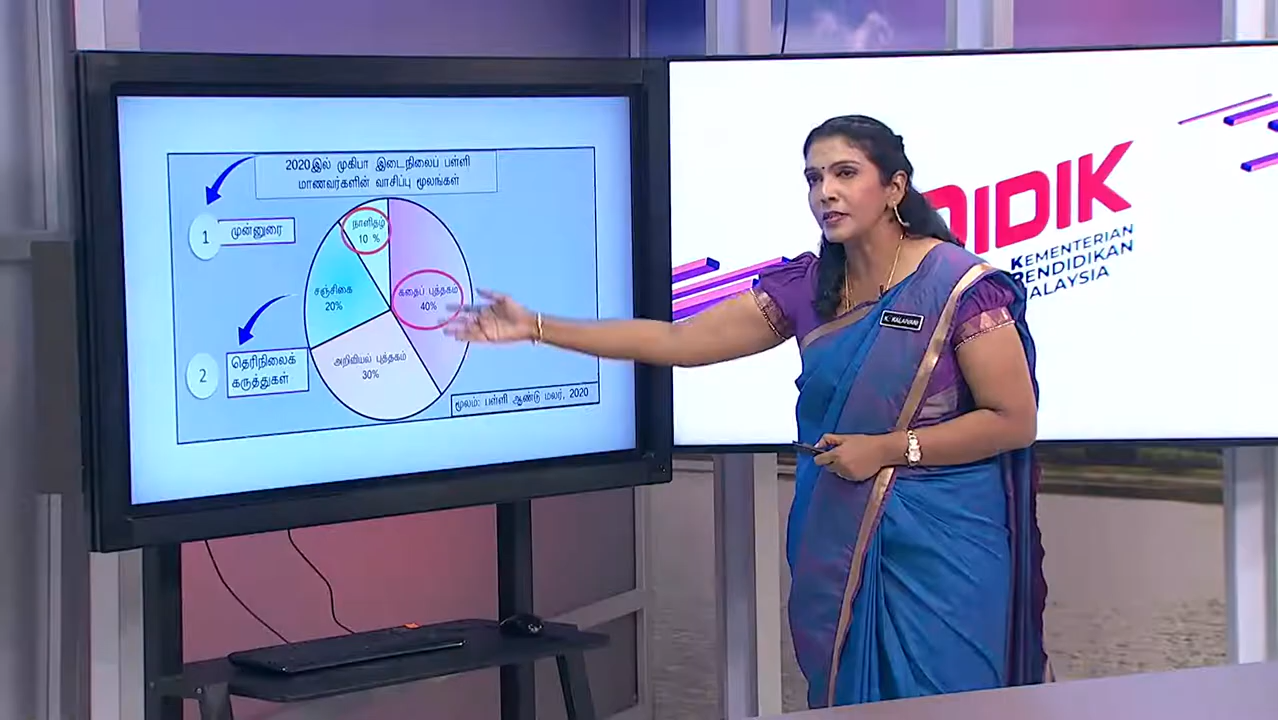 2020இல் முகிபா இடைநிலைப் பள்ளி
மாணவர்களின் வாசிப்பு மூலங்கள்
1
முன்னுரை
நாளிதழ்
10 %
சஞ்சிகை
20%
கதைப் புத்தகம்
40%
அறிவியல் புத்தகம்
30%
2
தெரிநிலைக்
கருத்துகள்
மூலம்: பள்ளி ஆண்டு மலர், 2020
DIDIK
KEMENTERIAN
PENDIDIKAN
MALAYSIA
K. KALAIVANI